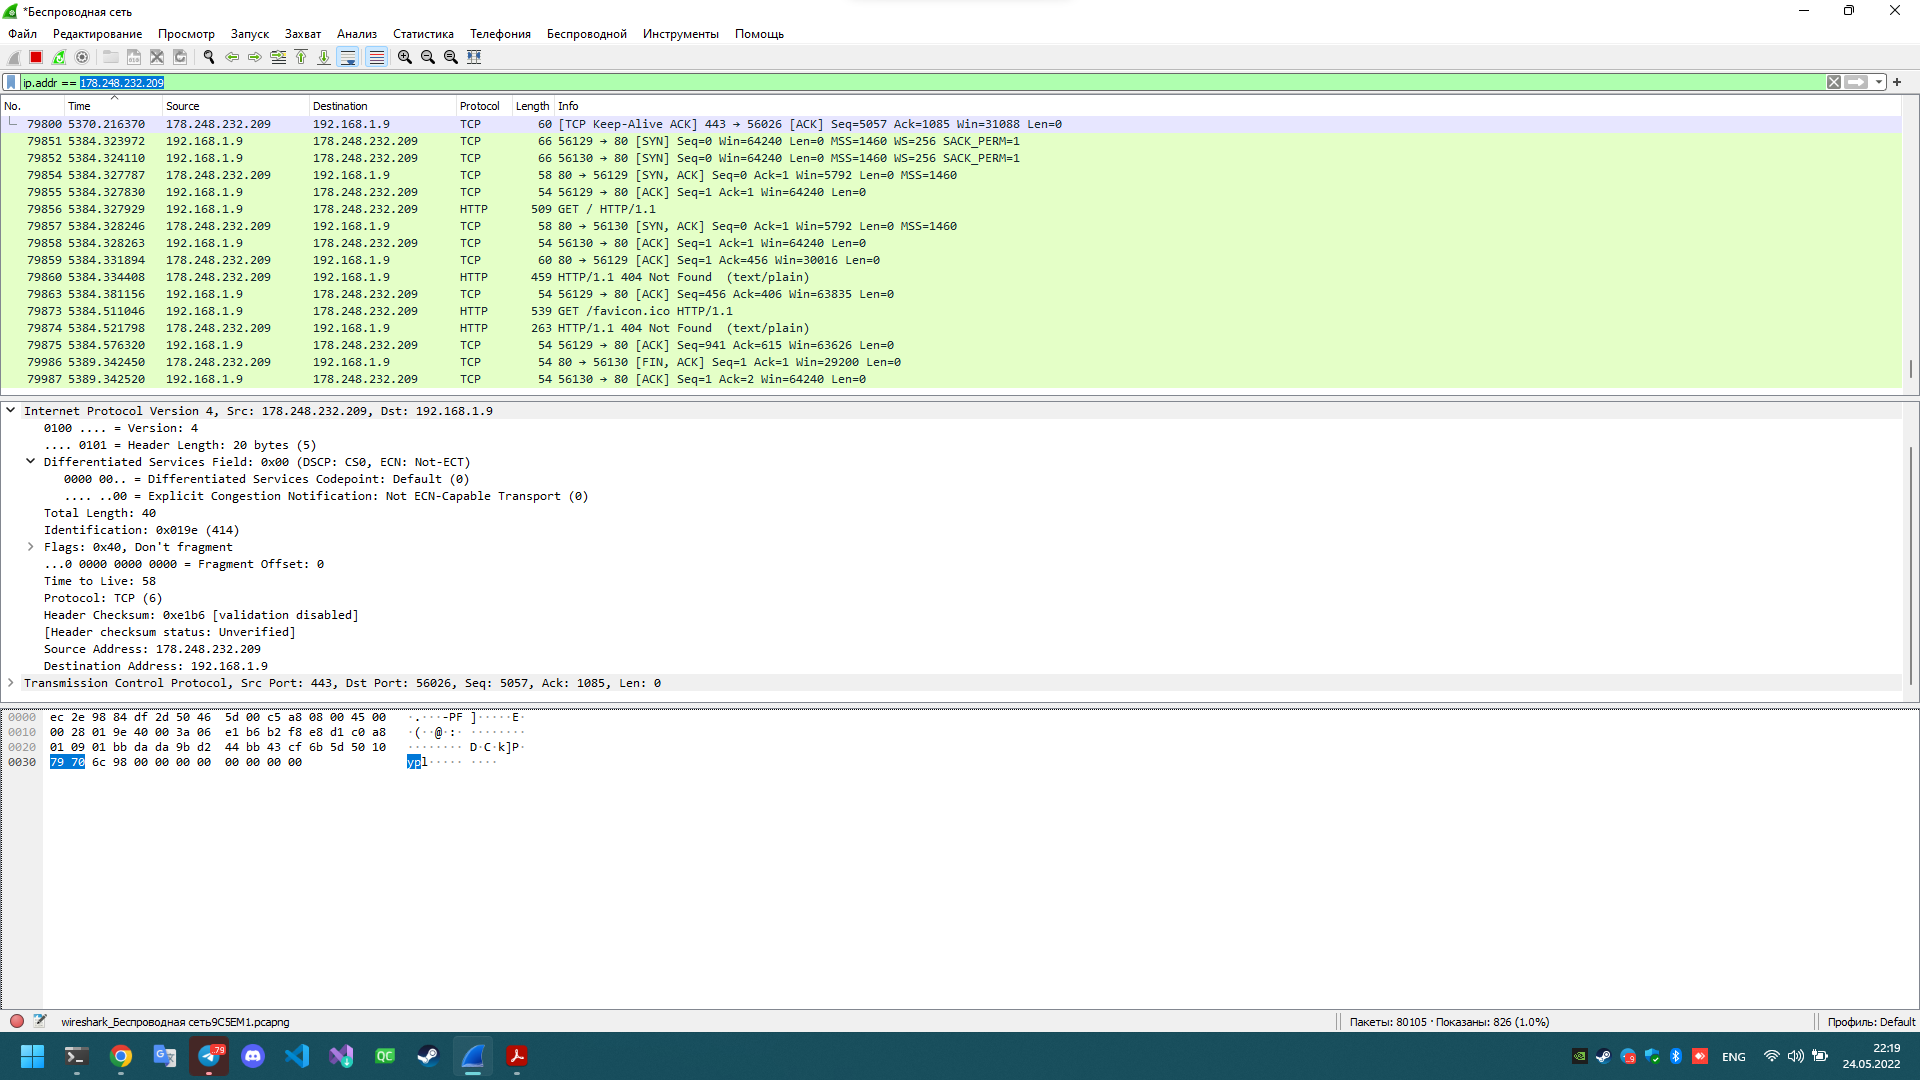 *Беспроводная сеть
Файл Редактирование Просмотр Запуск Захват Анализ Статистика Телефония Беспроводной Инструменты Помощь
ip.addr == 178.248.232.209
No. Time Source Destination Protocol Length Info
79800 5370.216370 178.248.232.209 192.168.1.9 TCP 60 [TCP Keep-Alive ACK] 443 → 56026 [ACK] Seq=5057 Ack=1085 Win=31088 Len=0
79851 5384.323972 192.168.1.9 178.248.232.209 TCP 66 56129 → 80 [SYN] Seq=0 Win=64240 Len=0 MSS=1460 WS=256 SACK_PERM=1
79852 5384.324110 192.168.1.9 178.248.232.209 TCP 66 56130 → 80 [SYN] Seq=0 Win=64240 Len=0 MSS=1460 WS=256 SACK_PERM=1
79854 5384.327787 178.248.232.209 192.168.1.9 TCP 58 80 → 56129 [SYN, ACK] Seq=0 Ack=1 Win=5792 Len=0 MSS=1460
79855 5384.327830 192.168.1.9 178.248.232.209 TCP 54 56129 → 80 [ACK] Seq=1 Ack=1 Win=64240 Len=0
79856 5384.327929 192.168.1.9 178.248.232.209 HTTP 509 GET / HTTP/1.1
79857 5384.328246 178.248.232.209 192.168.1.9 TCP 58 80 → 56130 [SYN, ACK] Seq=0 Ack=1 Win=5792 Len=0 MSS=1460
79858 5384.328263 192.168.1.9 178.248.232.209 TCP 54 56130 → 80 [ACK] Seq=1 Ack=1 Win=64240 Len=0
79859 5384.331894 178.248.232.209 192.168.1.9 TCP 60 80 → 56129 [ACK] Seq=1 Ack=456 Win=30016 Len=0
79860 5384.334408 178.248.232.209 192.168.1.9 HTTP 459 HTTP/1.1 404 Not Found (text/plain)
79863 5384.381156 192.168.1.9 178.248.232.209 TCP 54 56129 → 80 [ACK] Seq=456 Ack=406 Win=63835 Len=0
79873 5384.511046 192.168.1.9 178.248.232.209 HTTP 539 GET /favicon.ico HTTP/1.1
79874 5384.521798 178.248.232.209 192.168.1.9 HTTP 263 HTTP/1.1 404 Not Found (text/plain)
79875 5384.576320 192.168.1.9 178.248.232.209 TCP 54 56129 → 80 [ACK] Seq=941 Ack=615 Win=63626 Len=0
79986 5389.342450 178.248.232.209 192.168.1.9 TCP 54 80 → 56130 [FIN, ACK] Seq=1 Ack=1 Win=29200 Len=0
79987 5389.342520 192.168.1.9 178.248.232.209 TCP 54 56130 → 80 [ACK] Seq=1 Ack=2 Win=64240 Len=0
Internet Protocol Version 4, Src: 178.248.232.209, Dst: 192.168.1.9
0100 .... = Version: 4
.... 0101 = Header Length: 20 bytes (5)
Differentiated Services Field: 0x00 (DSCP: CS0, ECN: Not-ECT)
0000 00.. = Differentiated Services Codepoint: Default (0)
.... ..00 = Explicit Congestion Notification: Not ECN-Capable Transport (0)
Total Length: 40
Identification: 0x019e (414)
Flags: 0x40, Don't fragment
...0 0000 0000 0000 = Fragment Offset: 0
Time to Live: 58
Protocol: TCP (6)
Header Checksum: 0xe1b6 [validation disabled]
[Header checksum status: Unverified]
Source Address: 178.248.232.209
Destination Address: 192.168.1.9
Transmission Control Protocol, Src Port: 443, Dst Port: 56026, Seq: 5057, Ack: 1085, Len: 0
0000 ec 2e 98 84 df 2d 50 46 5d 00 c5 a8 08 00 45 00 ·.···-PF ]·····E·
0010 00 28 01 9e 40 00 3a 06 e1 b6 b2 f8 e8 d1 c0 a8 ·(··@·:· ········
0020 01 09 01 bb da da 9b d2 44 bb 43 cf 6b 5d 50 10 ········ D·C·k]P·
0030 79 70 6c 98 00 00 00 00 00 00 00 00 ypl····· ····
wireshark_Беспроводная сеть9C5EM1.pcapng
Пакеты: 80105 · Показаны: 826 (1.0%)
Профиль: Default
79
QC
ENG
22:19
24.05.2022